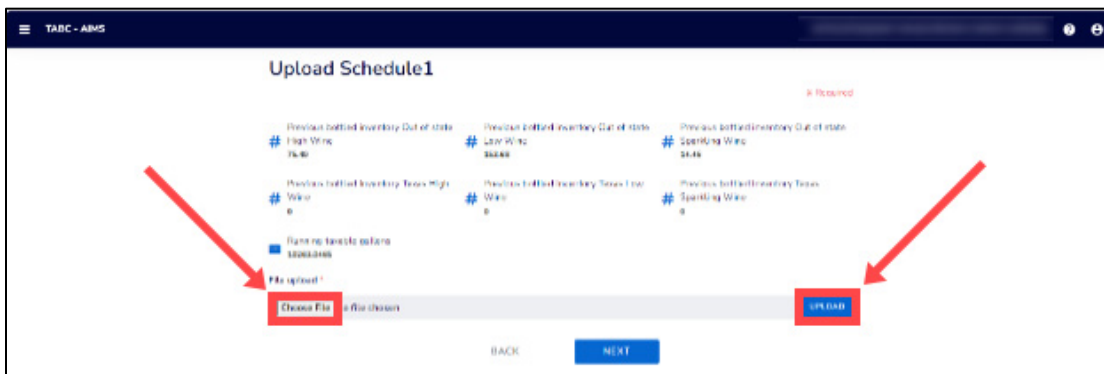 TABC - AIMS
Upload Schedule1
* Required
Previous bottled inventory Out of state High Wine
Previous bottled inventory Out of state Low Wine
Previous bottled inventory Out of state Sparkling Wine
Previous bottled inventory Texas High Wine
0
Previous bottled inventory Texas Low Wine
0
Previous bottled inventory Texas Sparkling Wine
0
Running taxable gallons
File upload *
Choose File
file chosen
UPLOAD
BACK
NEXT